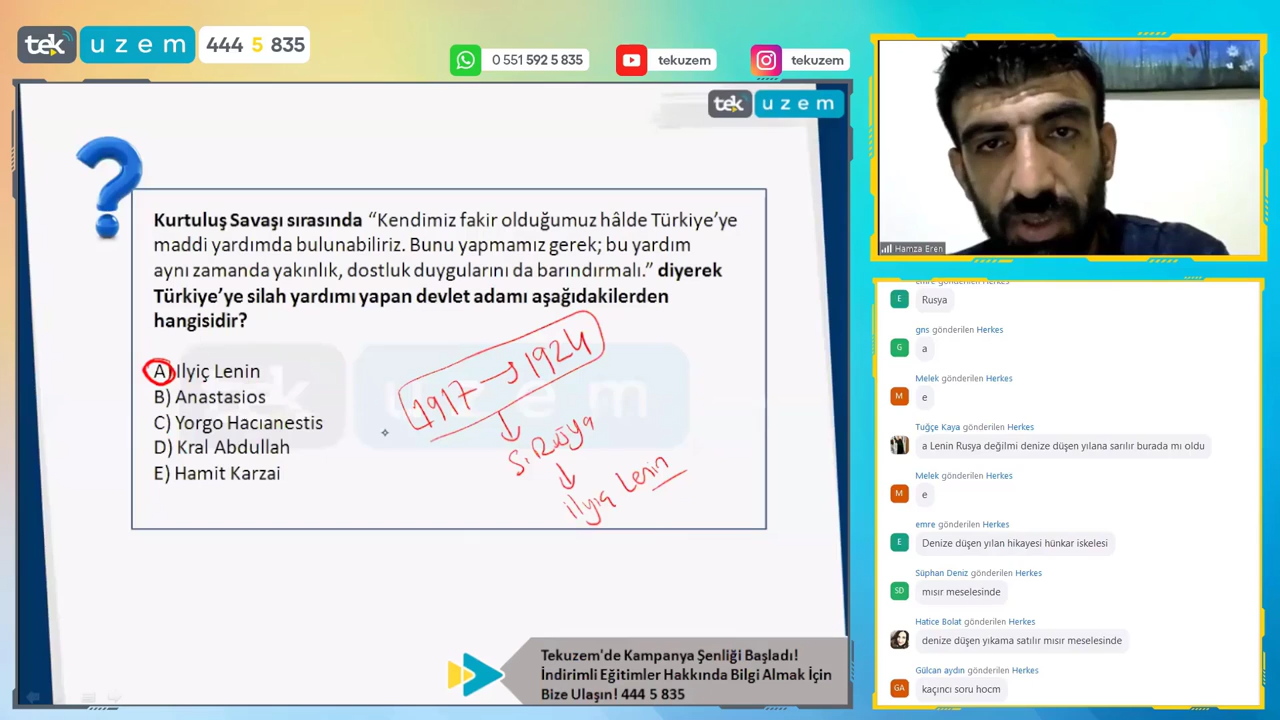 tek uzem 444 5 835
0 551 592 5 835 tekuzem tekuzem
tek uzem
Kurtuluş Savaşı sırasında “Kendimiz fakir olduğumuz hâlde Türkiye’ye
maddi yardımda bulunabiliriz. Bunu yapmamız gerek; bu yardım
aynı zamanda yakınlık, dostluk duygularını da barındırmalı.” diyerek
Türkiye’ye silah yardımı yapan devlet adamı aşağıdakilerden
hangisidir?
A) Ilyiç Lenin
B) Anastasios
C) Yorgo Hacıanestis
D) Kral Abdullah
E) Hamit Karzai
1917 → 1924
S. Rusya
ilyiç Lenin
tek uzem
Tekuzem'de Kampanya Şenliği Başladı!
İndirimli Eğitimler Hakkında Bilgi Almak İçin
Bize Ulaşın! 444 5 835
Hamza Eren
emre gönderilen Herkes
E Rusya
gns gönderilen Herkes
G a
Melek gönderilen Herkes
M e
Tuğçe Kaya gönderilen Herkes
a Lenin Rusya değilmi denize düşen yılana sarılır burada mı oldu
Melek gönderilen Herkes
M e
emre gönderilen Herkes
E Denize düşen yılan hikayesi hünkar iskelesi
Süphan Deniz gönderilen Herkes
SD mısır meselesinde
Hatice Bolat gönderilen Herkes
denize düşen yıkama satılır mısır meselesinde
Gülcan aydın gönderilen Herkes
GA kaçıncı soru hocm